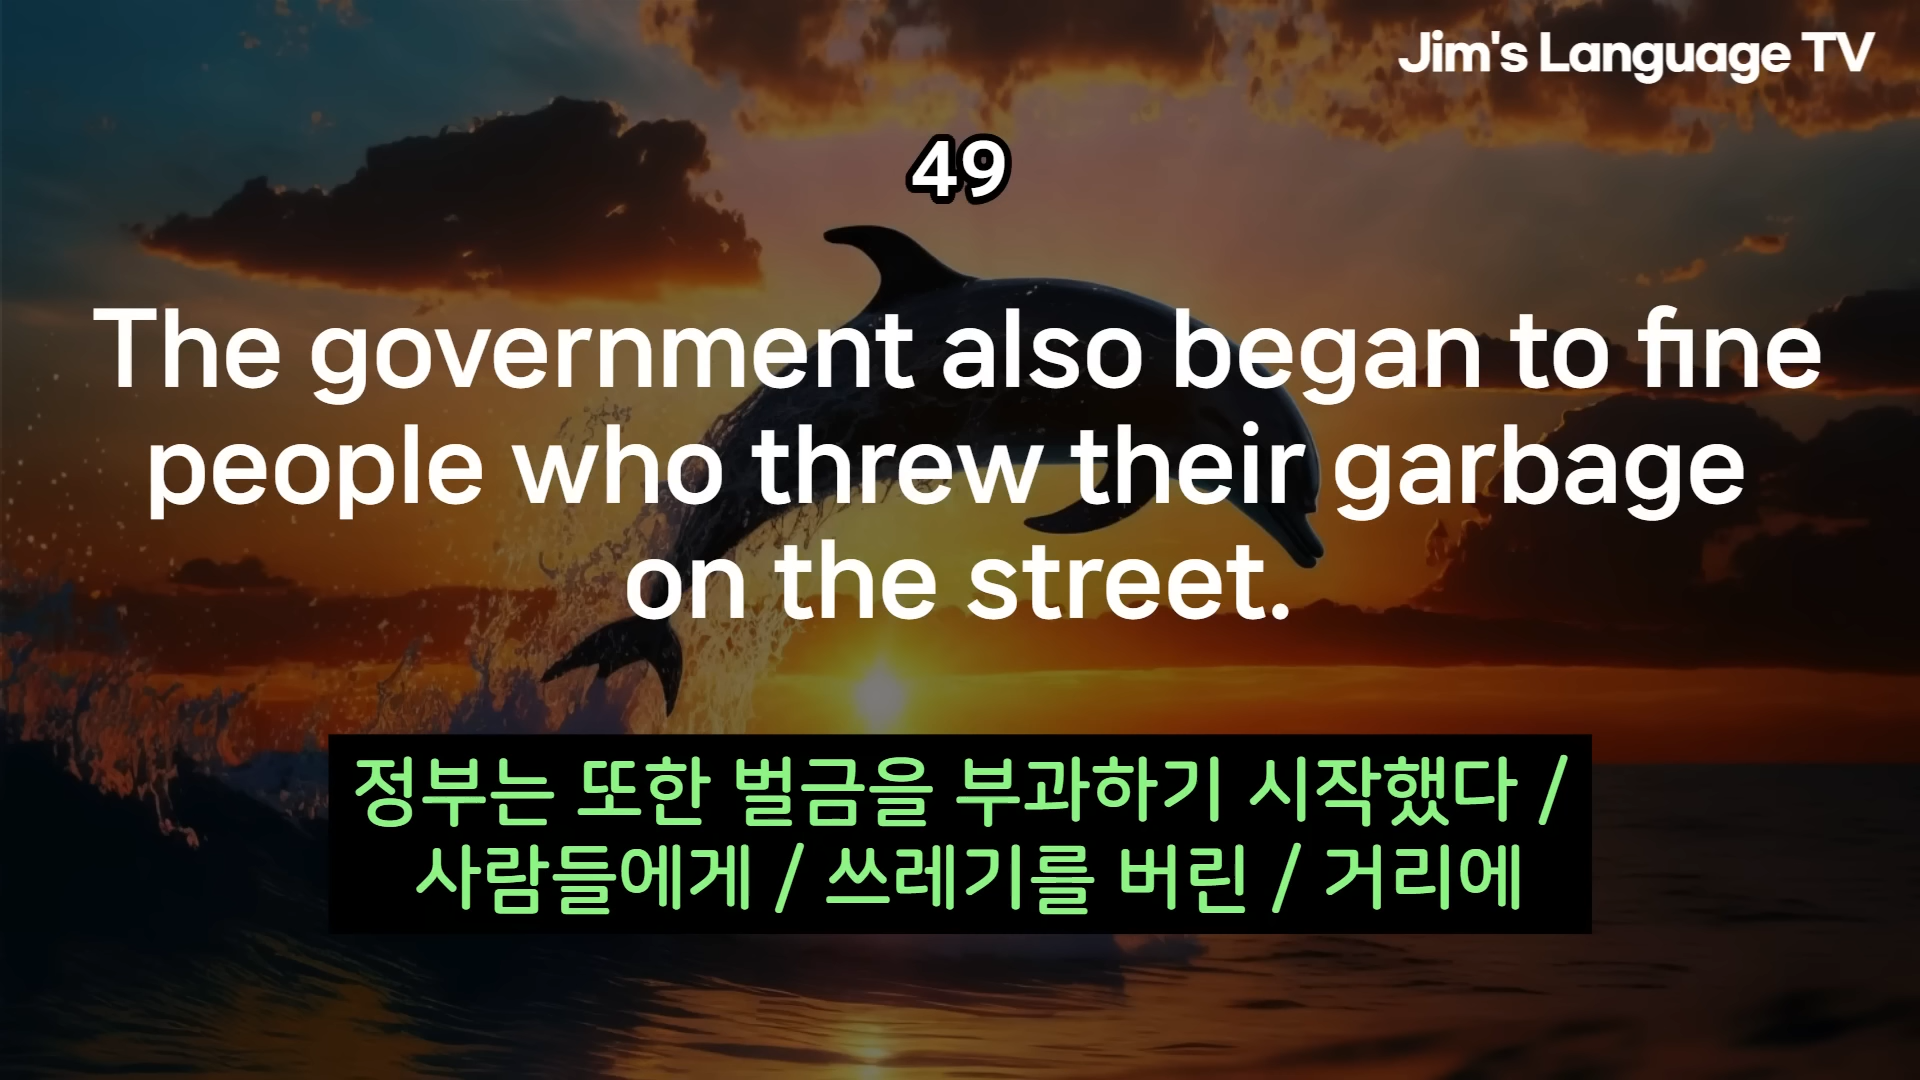 Jim's Language TV
49
The government also began to fine
people who threw their garbage
on the street.
정부는 또한 벌금을 부과하기 시작했다 /
사람들에게 / 쓰레기를 버린 / 거리에